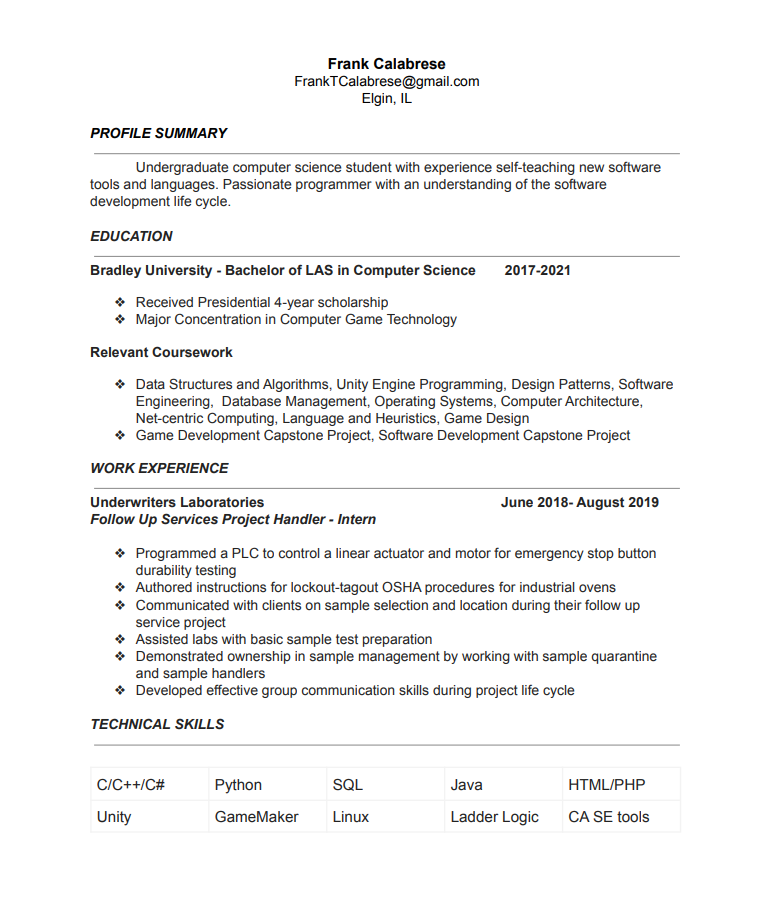 Frank Calabrese
FrankTCalabrese@gmail.com
Elgin, IL
PROFILE SUMMARY
Undergraduate computer science student with experience self-teaching new software
tools and languages. Passionate programmer with an understanding of the software
development life cycle.
EDUCATION
Bradley University - Bachelor of LAS in Computer Science 2017-2021
❖ Received Presidential 4-year scholarship
❖ Major Concentration in Computer Game Technology
Relevant Coursework
❖ Data Structures and Algorithms, Unity Engine Programming, Design Patterns, Software
Engineering, Database Management, Operating Systems, Computer Architecture,
Net-centric Computing, Language and Heuristics, Game Design
❖ Game Development Capstone Project, Software Development Capstone Project
WORK EXPERIENCE
Underwriters Laboratories June 2018- August 2019
Follow Up Services Project Handler - Intern
❖ Programmed a PLC to control a linear actuator and motor for emergency stop button
durability testing
❖ Authored instructions for lockout-tagout OSHA procedures for industrial ovens
❖ Communicated with clients on sample selection and location during their follow up
service project
❖ Assisted labs with basic sample test preparation
❖ Demonstrated ownership in sample management by working with sample quarantine
and sample handlers
❖ Developed effective group communication skills during project life cycle
TECHNICAL SKILLS
C/C++/C# Python SQL Java HTML/PHP
Unity GameMaker Linux Ladder Logic CA SE tools